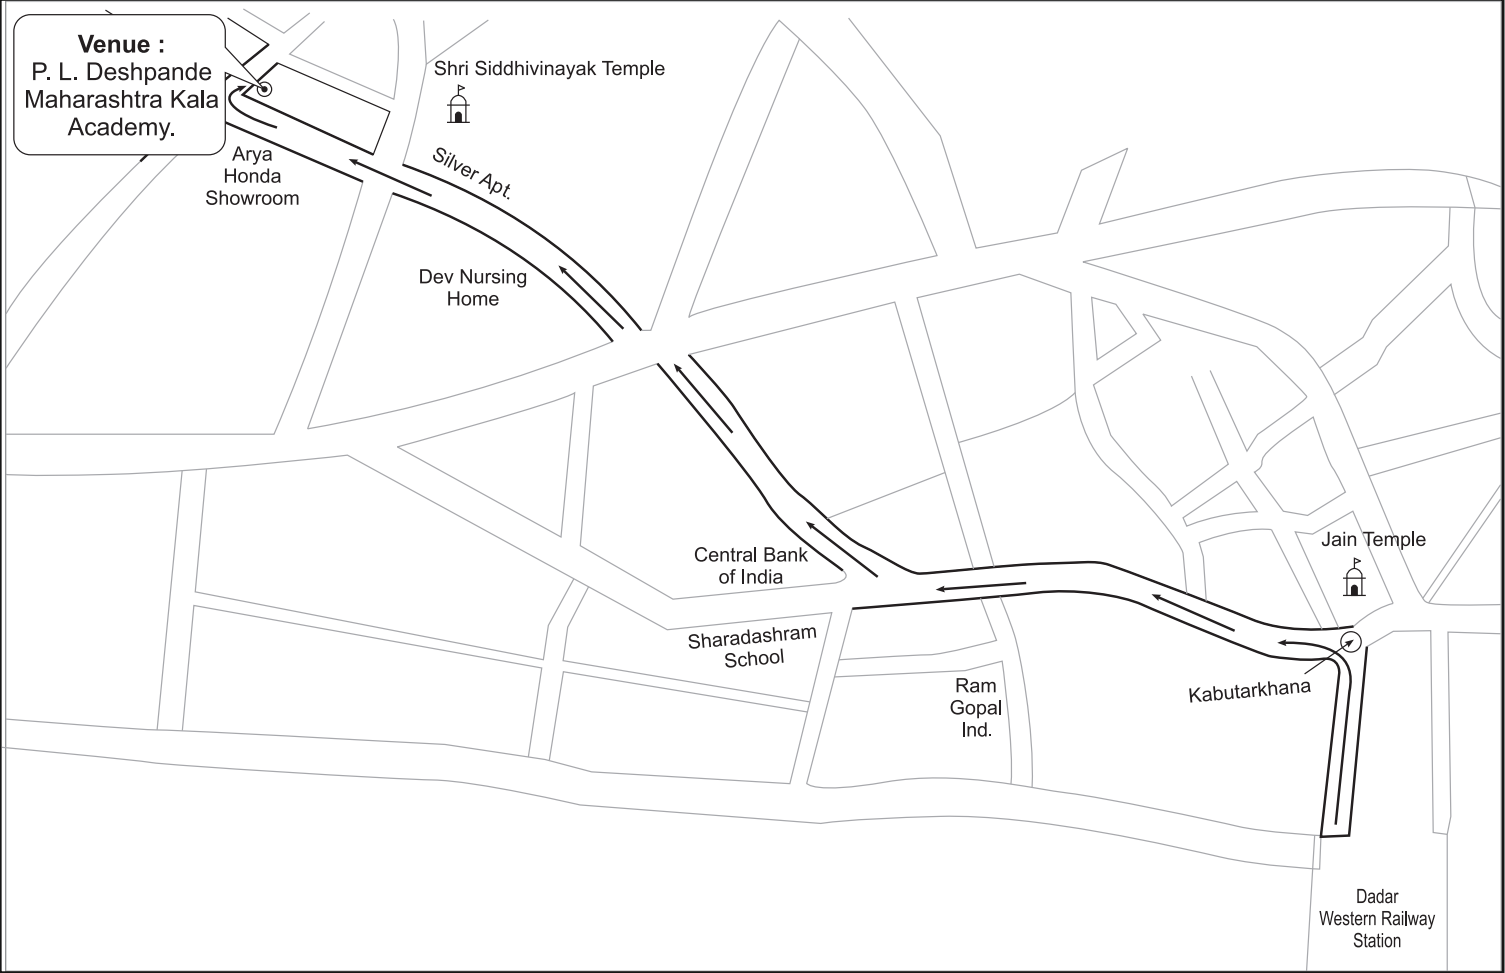 Venue :
P. L. Deshpande
Maharashtra Kala
Academy.
Shri Siddhivinayak Temple
Arya
Honda
Showroom
Silver Apt.
Dev Nursing
Home
Central Bank
of India
Jain Temple
Sharadashram
School
Ram
Gopal
Ind.
Kabutarkhana
Dadar
Western Railway
Station